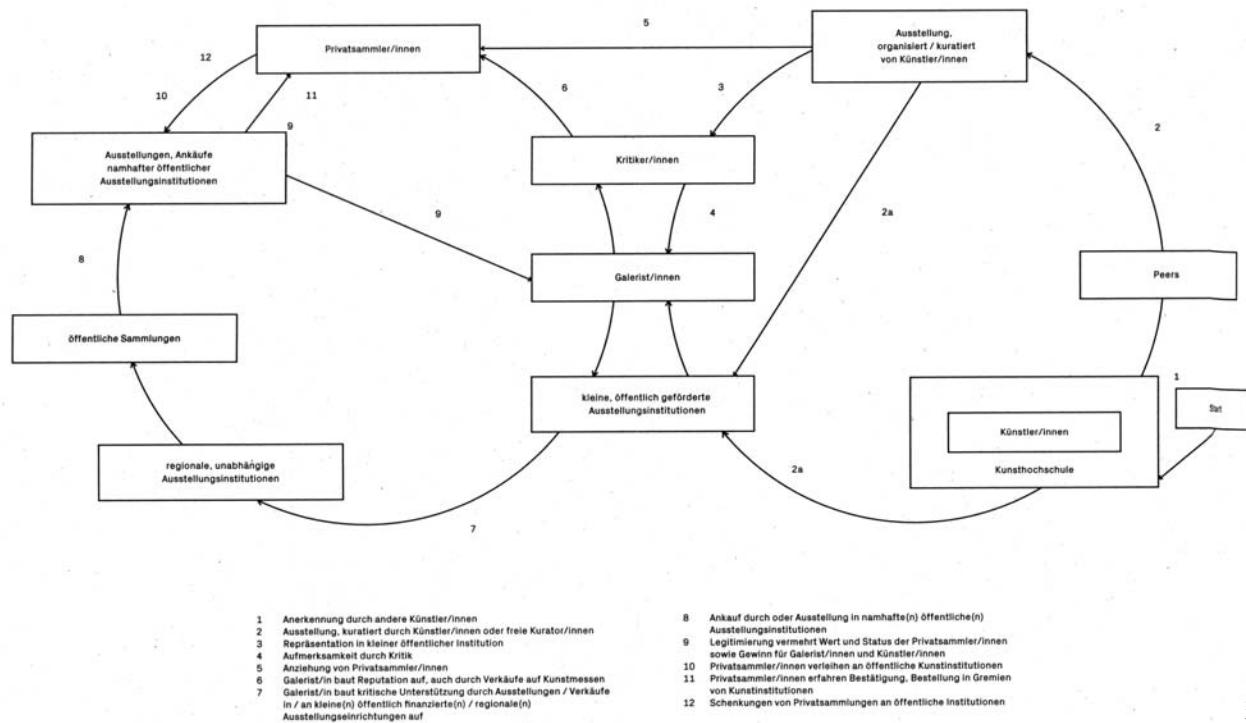 5
12
Privatsammler/innen
Ausstellung,
organisiert / kuratiert
von Künstler/innen
10
11
6
3
9
2
Ausstellungen, Ankäufe
namhafter öffentlicher
Ausstellungsinstitutionen
Kritiker/innen
9
4
2a
8
Galerist/innen
Peers
öffentliche Sammlungen
1
kleine, öffentlich geförderte
Ausstellungsinstitutionen
Start
Künstler/innen
regionale, unabhängige
Ausstellungsinstitutionen
2a
Kunsthochschule
7
1 Anerkennung durch andere Künstler/innen
2 Ausstellung, kuratiert durch Künstler/innen oder freie Kurator/innen
3 Repräsentation in kleiner öffentlicher Institution
4 Aufmerksamkeit durch Kritik
5 Anziehung von Privatsammler/innen
6 Galerist/in baut Reputation auf, auch durch Verkäufe auf Kunstmessen
7 Galerist/in baut kritische Unterstützung durch Ausstellungen / Verkäufe
in / an kleine(n) öffentlich finanzierte(n) / regionale(n)
Ausstellungseinrichtungen auf
8 Ankauf durch oder Ausstellung in namhafte(n) öffentliche(n)
Ausstellungsinstitutionen
9 Legitimierung vermehrt Wert und Status der Privatsammler/innen
sowie Gewinn für Galerist/innen und Künstler/innen
10 Privatsammler/innen verleihen an öffentliche Kunstinstitutionen
11 Privatsammler/innen erfahren Bestätigung, Bestellung in Gremien
von Kunstinstitutionen
12 Schenkungen von Privatsammlungen an öffentliche Institutionen